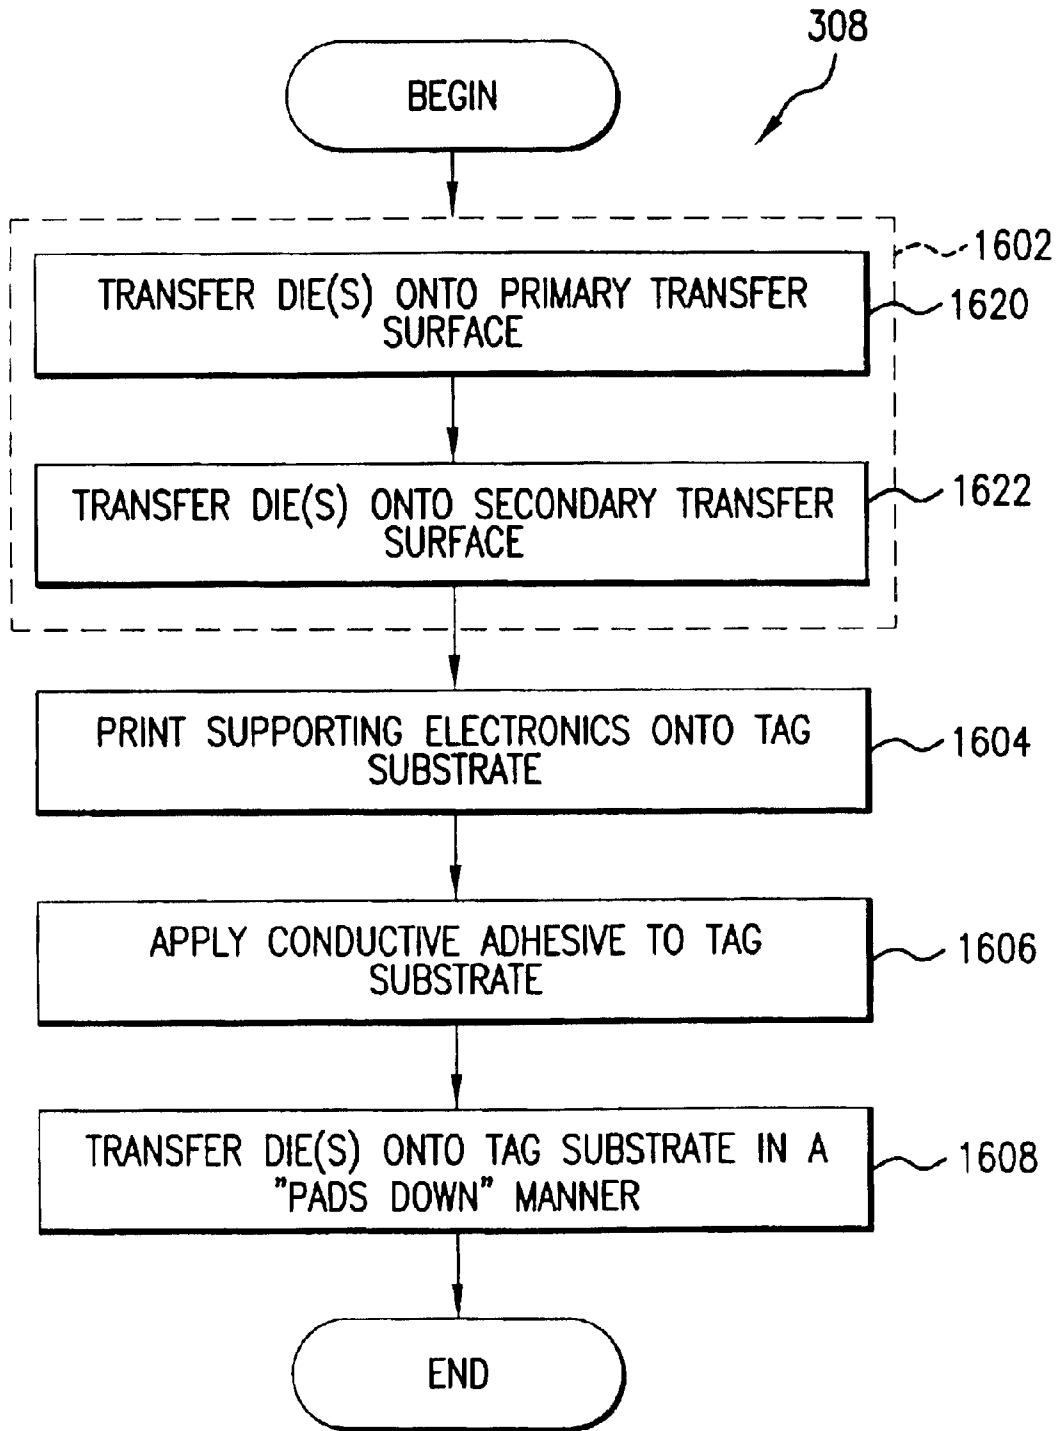 308
BEGIN
1602
TRANSFER DIE(S) ONTO PRIMARY TRANSFER
SURFACE
1620
TRANSFER DIE(S) ONTO SECONDARY TRANSFER
SURFACE
1622
PRINT SUPPORTING ELECTRONICS ONTO TAG
SUBSTRATE
1604
APPLY CONDUCTIVE ADHESIVE TO TAG
SUBSTRATE
1606
TRANSFER DIE(S) ONTO TAG SUBSTRATE IN A
"PADS DOWN" MANNER
1608
END